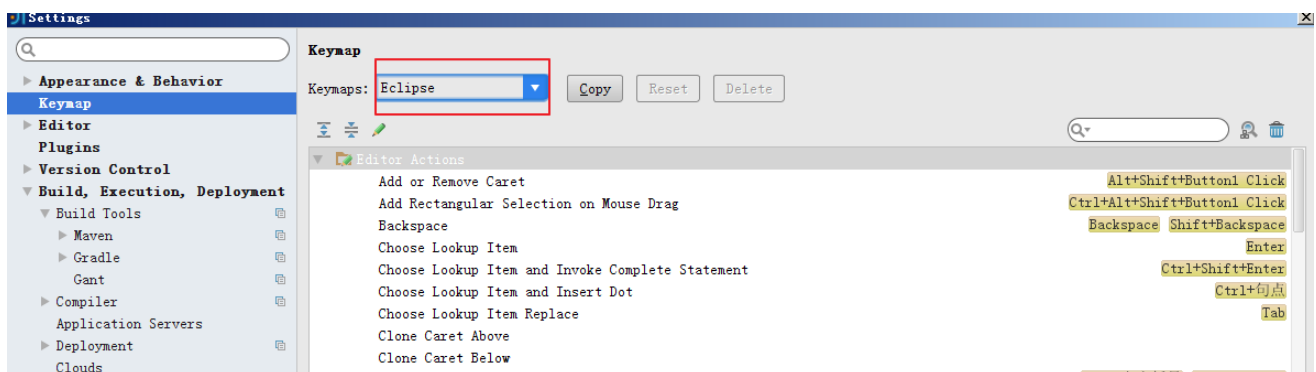 Settings
Keymap
Keymaps: Eclipse Copy Reset Delete
Appearance & Behavior
Keymap
Editor
Plugins
Version Control
Build, Execution, Deployment
Build Tools
Maven
Gradle
Gant
Compiler
Application Servers
Deployment
Clouds
Editor Actions
Add or Remove Caret Alt+Shift+Button1 Click
Add Rectangular Selection on Mouse Drag Ctrl+Alt+Shift+Button1 Click
Backspace Backspace Shift+Backspace
Choose Lookup Item Enter
Choose Lookup Item and Invoke Complete Statement Ctrl+Shift+Enter
Choose Lookup Item and Insert Dot Ctrl+句点
Choose Lookup Item Replace Tab
Clone Caret Above
Clone Caret Below